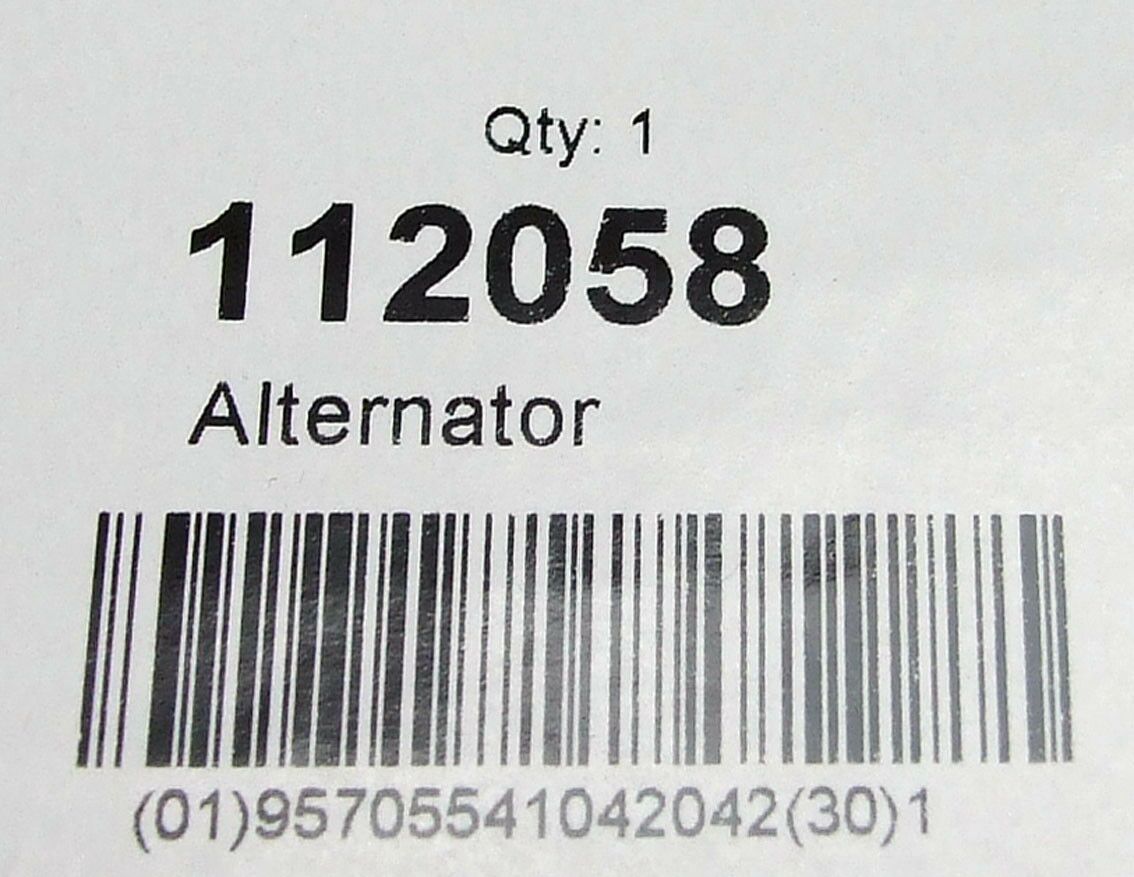 Qty: 1
112058
Alternator
(01)95705541042042(30)1